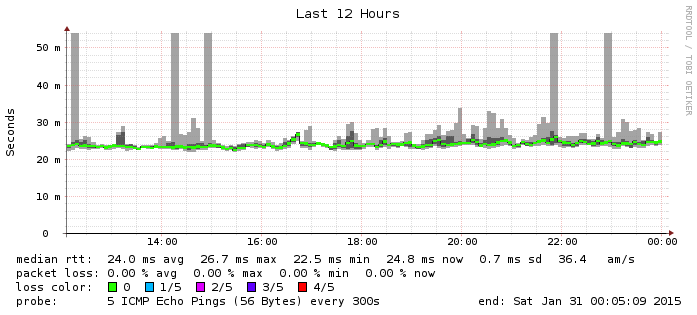 Last 12 Hours
RRDTOOL / TOBI OETIKER
Seconds
50 m
40 m
30 m
20 m
10 m
0
14:00 16:00 18:00 20:00 22:00 00:00
median rtt: 24.0 ms avg 26.7 ms max 22.5 ms min 24.8 ms now 0.7 ms sd 36.4 am/s
packet loss: 0.00 % avg 0.00 % max 0.00 % min 0.00 % now
loss color: 0 1/5 2/5 3/5 4/5
probe: 5 ICMP Echo Pings (56 Bytes) every 300s end: Sat Jan 31 00:05:09 2015